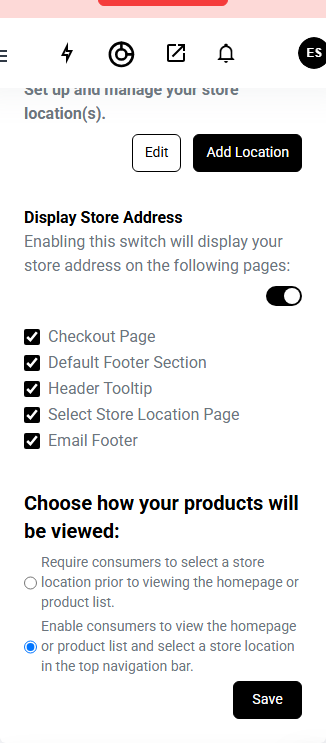 ES
Set up and manage your store
location(s).
Edit
Add Location
Display Store Address
Enabling this switch will display your
store address on the following pages:
Checkout Page
Default Footer Section
Header Tooltip
Select Store Location Page
Email Footer
Choose how your products will
be viewed:
Require consumers to select a store
location prior to viewing the homepage or
product list.
Enable consumers to view the homepage
or product list and select a store location
in the top navigation bar.
Save